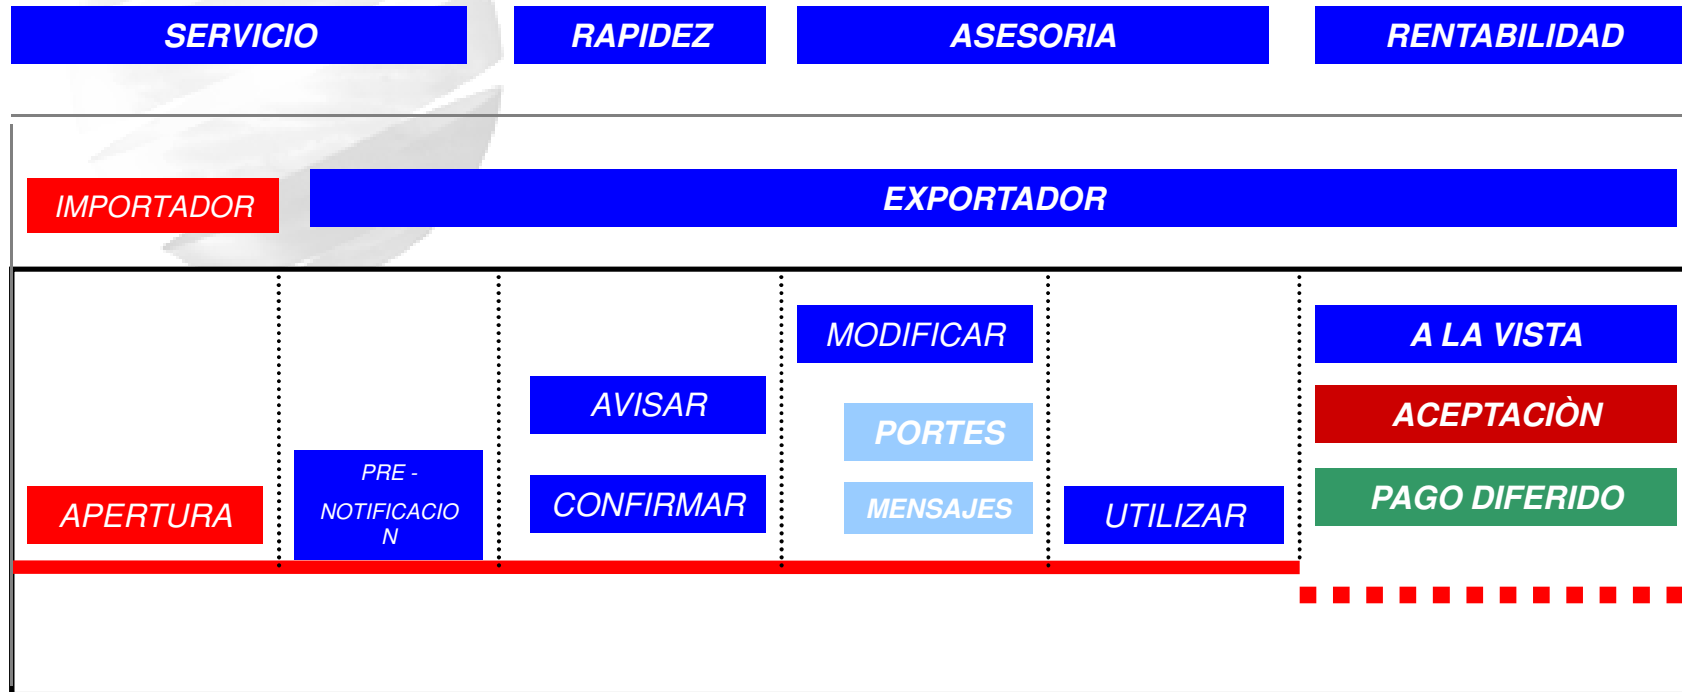 SERVICIO
RAPIDEZ
ASESORIA
RENTABILIDAD
IMPORTADOR
EXPORTADOR
APERTURA
PRE -
NOTIFICACIO
N
AVISAR
CONFIRMAR
MODIFICAR
PORTES
MENSAJES
UTILIZAR
A LA VISTA
ACEPTACIÒN
PAGO DIFERIDO